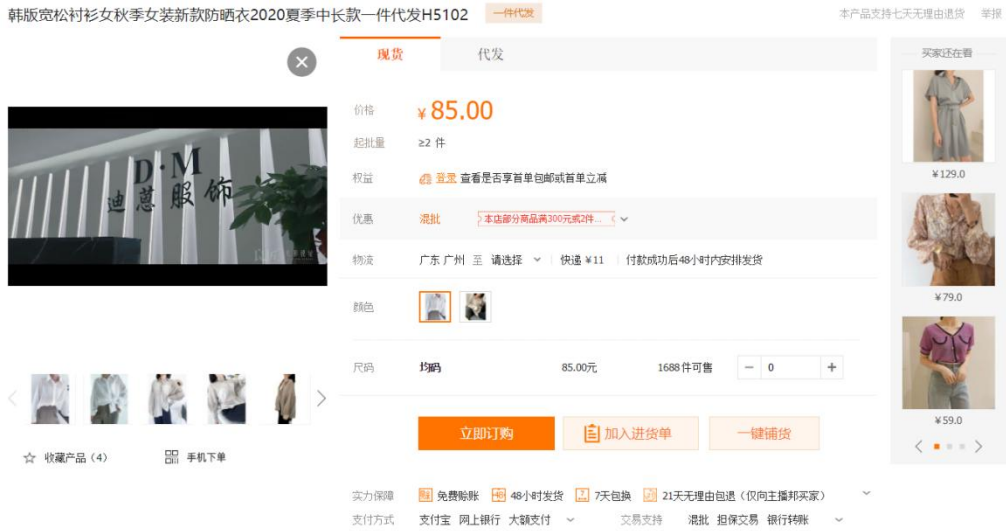 韩版宽松衬衫女秋季女装新款防晒衣2020夏季中长款一件代发H5102 一件代发
本产品支持七天无理由退货 举报
现货 代发
价格 ¥85.00
起批量 ≥2 件
权益 登录 查看是否享首单包邮或首单立减
优惠 混批 本店部分商品满300元或2件...
物流 广东 广州 至 请选择 快递 ¥11 付款成功后48小时内安排发货
颜色
尺码 均码 85.00元 1688件可售 − 0 +
立即订购 加入进货单 一键铺货
实力保障 免费赊账 48小时发货 7天包换 21天无理由包退（仅向主播邦买家）
支付方式 支付宝 网上银行 大额支付 交易支持 混批 担保交易 银行转账
D·M
迪葸服饰
收藏产品（4） 手机下单
买家还在看
¥129.0
¥79.0
¥59.0